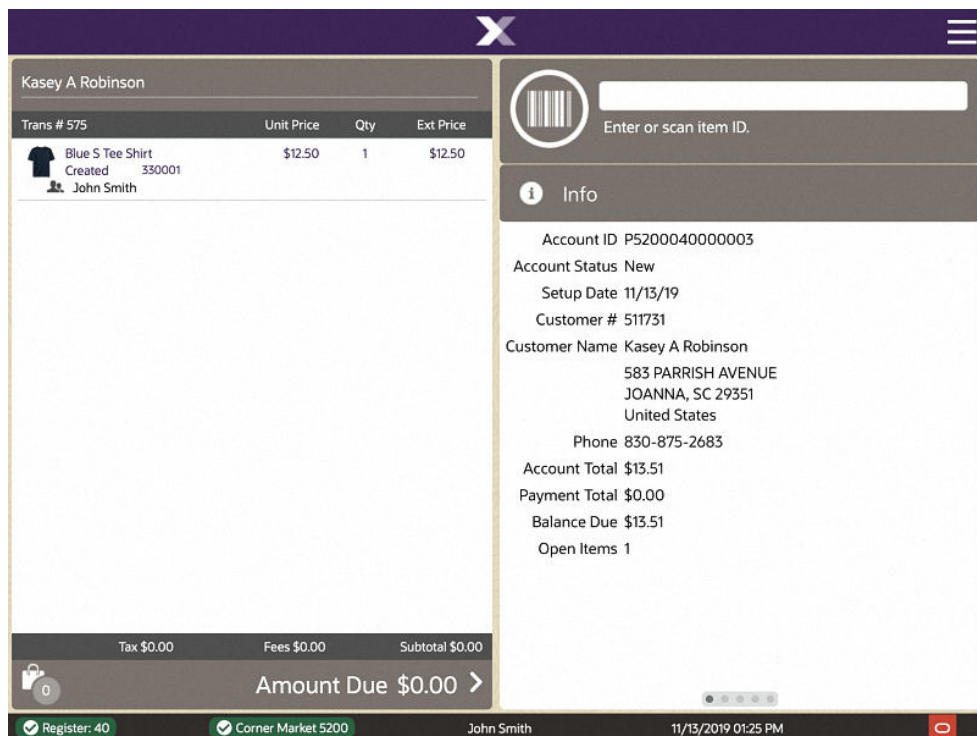 Kasey A Robinson
Trans # 575 Unit Price Qty Ext Price
Blue S Tee Shirt $12.50 1 $12.50
Created 330001
John Smith
Tax $0.00 Fees $0.00 Subtotal $0.00
0 Amount Due $0.00
Enter or scan item ID.
Info
Account ID P5200040000003
Account Status New
Setup Date 11/13/19
Customer # 511731
Customer Name Kasey A Robinson
583 PARRISH AVENUE
JOANNA, SC 29351
United States
Phone 830-875-2683
Account Total $13.51
Payment Total $0.00
Balance Due $13.51
Open Items 1
Register: 40 Corner Market 5200 John Smith 11/13/2019 01:25 PM